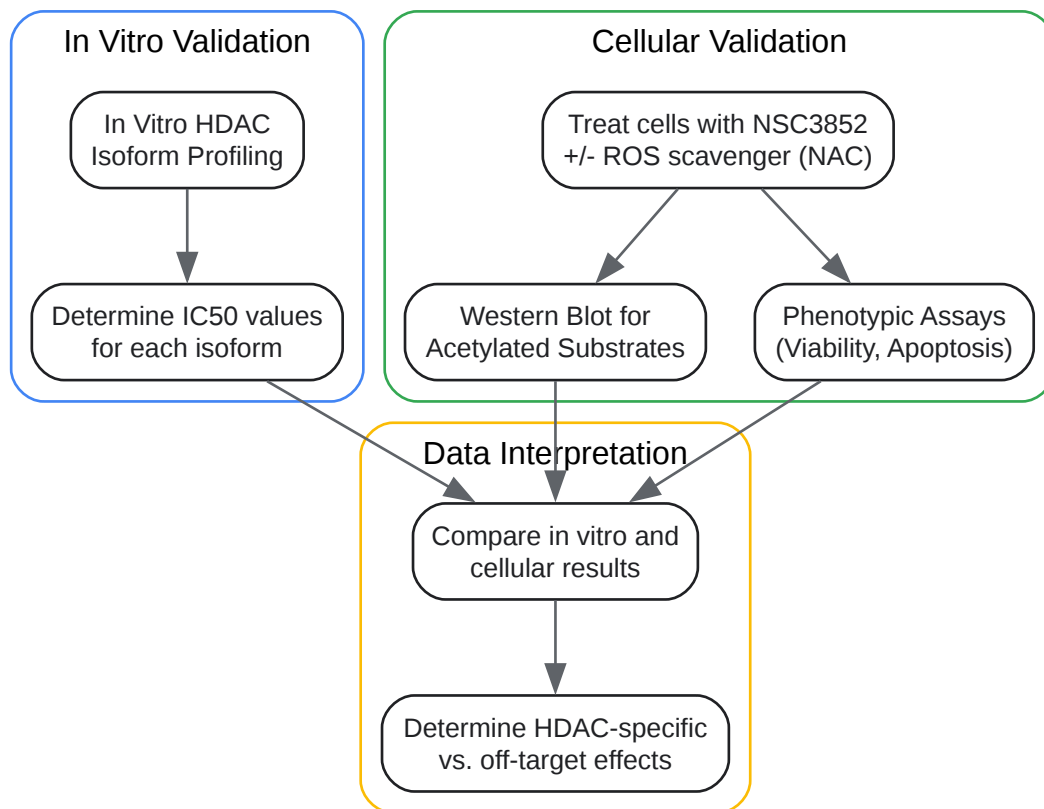 In Vitro Validation
In Vitro HDAC
Isoform Profiling
Determine IC50 values
for each isoform
Cellular Validation
Treat cells with NSC3852
+/- ROS scavenger (NAC)
Western Blot for
Acetylated Substrates
Phenotypic Assays
(Viability, Apoptosis)
Data Interpretation
Compare in vitro and
cellular results
Determine HDAC-specific
vs. off-target effects